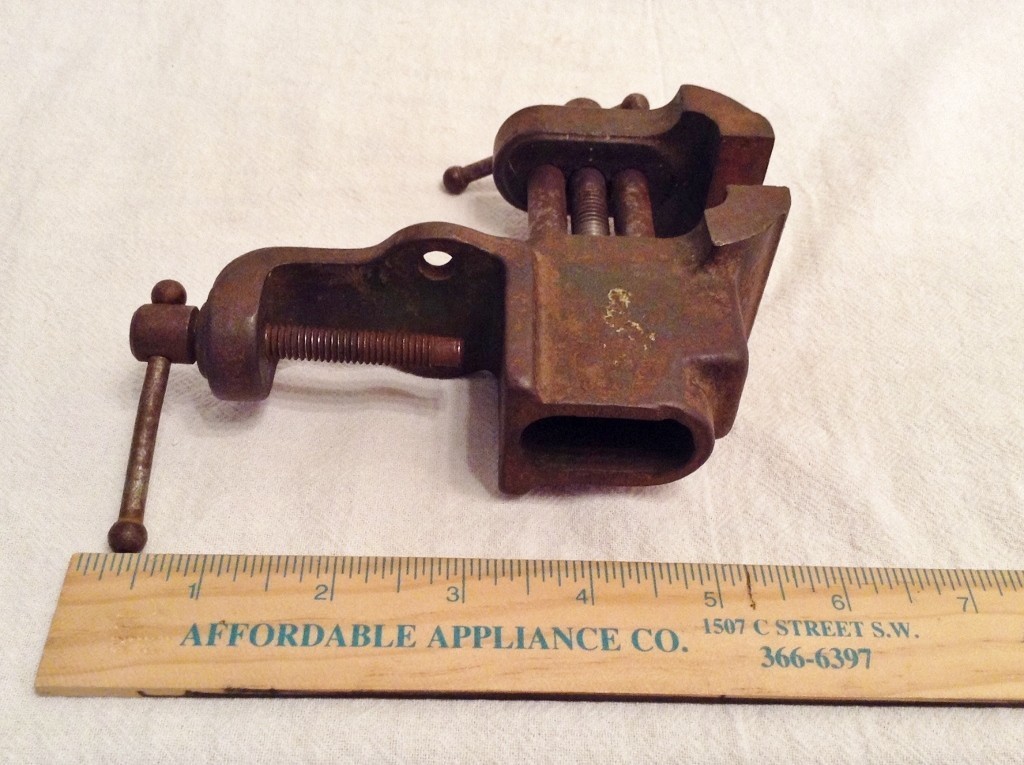 1 2 3 4 5 6 7
AFFORDABLE APPLIANCE CO. 1507 C STREET S.W.
366-6397